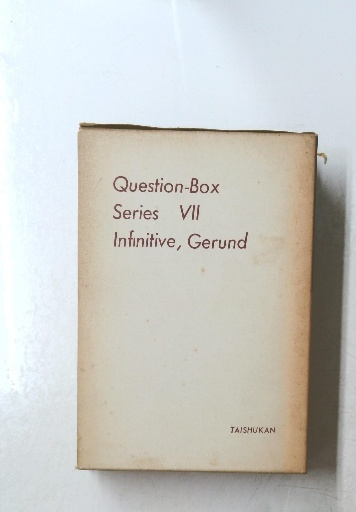 Question-Box
Series VII
Infinitive, Gerund
TAISHUKAN